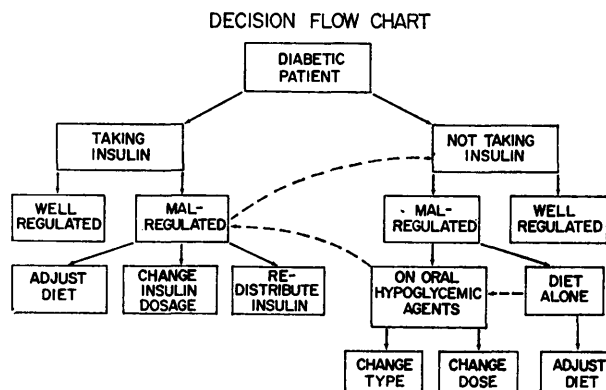 DECISION FLOW CHART
DIABETIC
PATIENT
TAKING
INSULIN
NOT TAKING
INSULIN
WELL
REGULATED
MAL-
REGULATED
MAL-
REGULATED
WELL
REGULATED
ADJUST
DIET
CHANGE
INSULIN
DOSAGE
RE-
DISTRIBUTE
INSULIN
ON ORAL
HYPOGLYCEMIC
AGENTS
DIET
ALONE
CHANGE
TYPE
CHANGE
DOSE
ADJUST
DIET